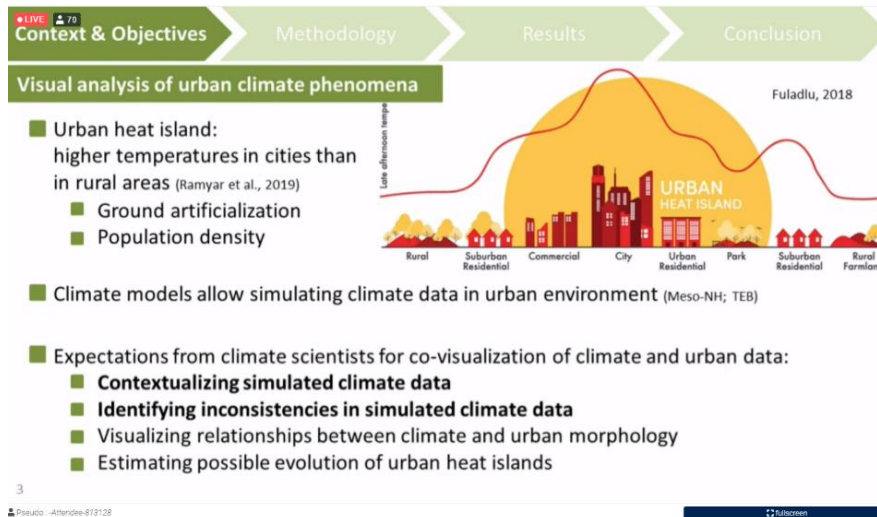 LIVE 70
Context & Objectives
Methodology
Results
Conclusion
Visual analysis of urban climate phenomena
Fuladlu, 2018
Urban heat island:
higher temperatures in cities than
in rural areas (Ramyar et al., 2019)
Ground artificialization
Population density
Late afternoon tempe
URBAN
HEAT ISLAND
Rural
Suburban
Residential
Commercial
City
Urban
Residential
Park
Suburban
Residential
Rural
Farmlan
Climate models allow simulating climate data in urban environment (Meso-NH; TEB)
Expectations from climate scientists for co-visualization of climate and urban data:
Contextualizing simulated climate data
Identifying inconsistencies in simulated climate data
Visualizing relationships between climate and urban morphology
Estimating possible evolution of urban heat islands
3
Pseudo : -Attendee-813128
fullscreen